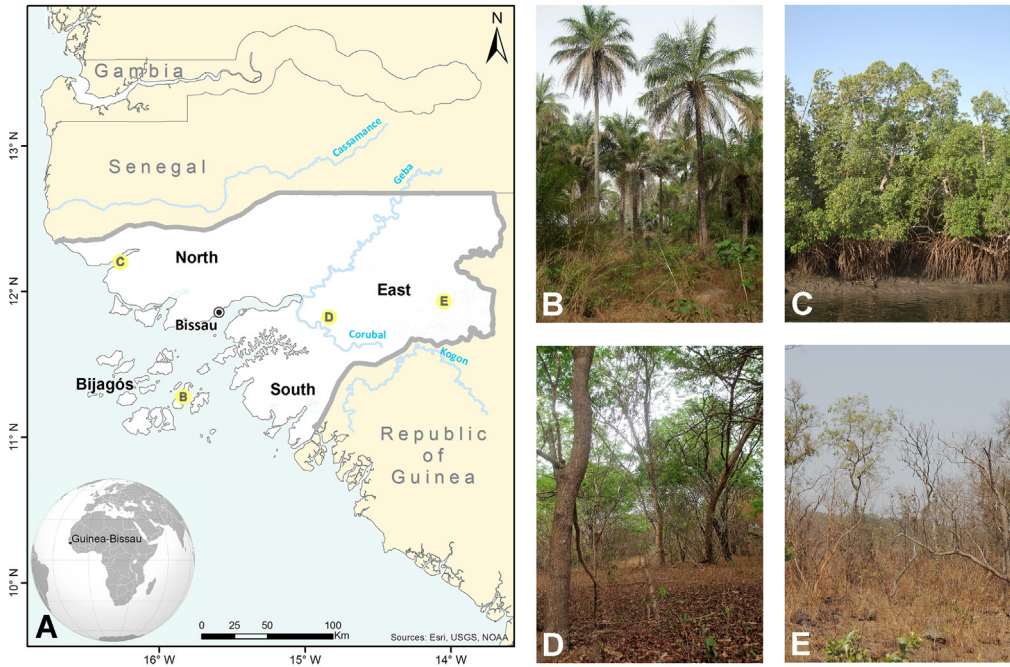 N
Gambia
13° N
Senegal
Cassamance
Geba
North
C
12° N
East
E
D
Bissau
Corubal
Kogon
Bijagós
South
B
11° N
Republic
of
Guinea
Guinea-Bissau
10° N
A
0 25 50 100
Km
Sources: Esri, USGS, NOAA
16° W 15° W 14° W
B
C
D
E